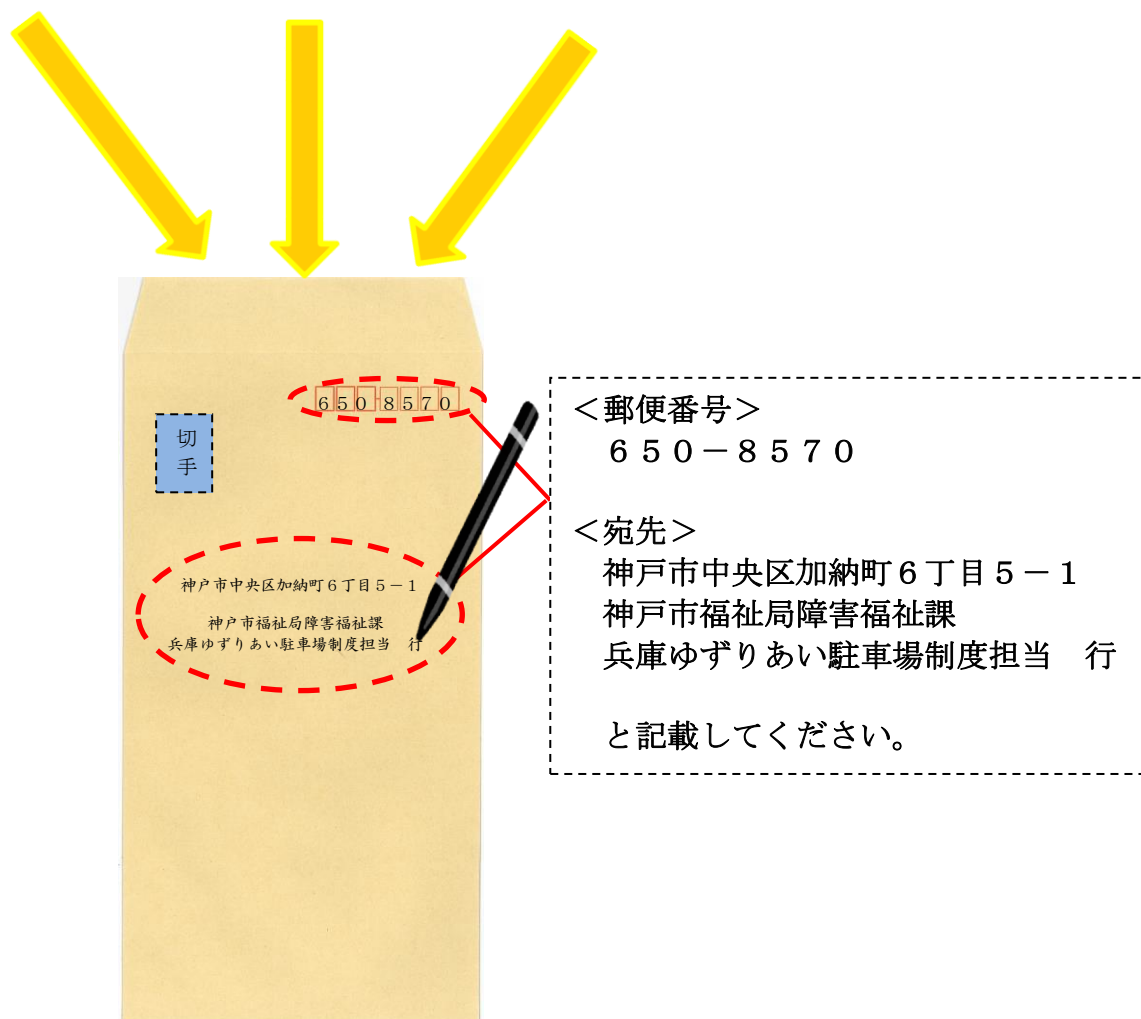 650-8570
切
手
神戸市中央区加納町6丁目5-1
神戸市福祉局障害福祉課
兵庫ゆずりあい駐車場制度担当　行
＜郵便番号＞
６５０－８５７０
＜宛先＞
神戸市中央区加納町６丁目５－１
神戸市福祉局障害福祉課
兵庫ゆずりあい駐車場制度担当　行
と記載してください。